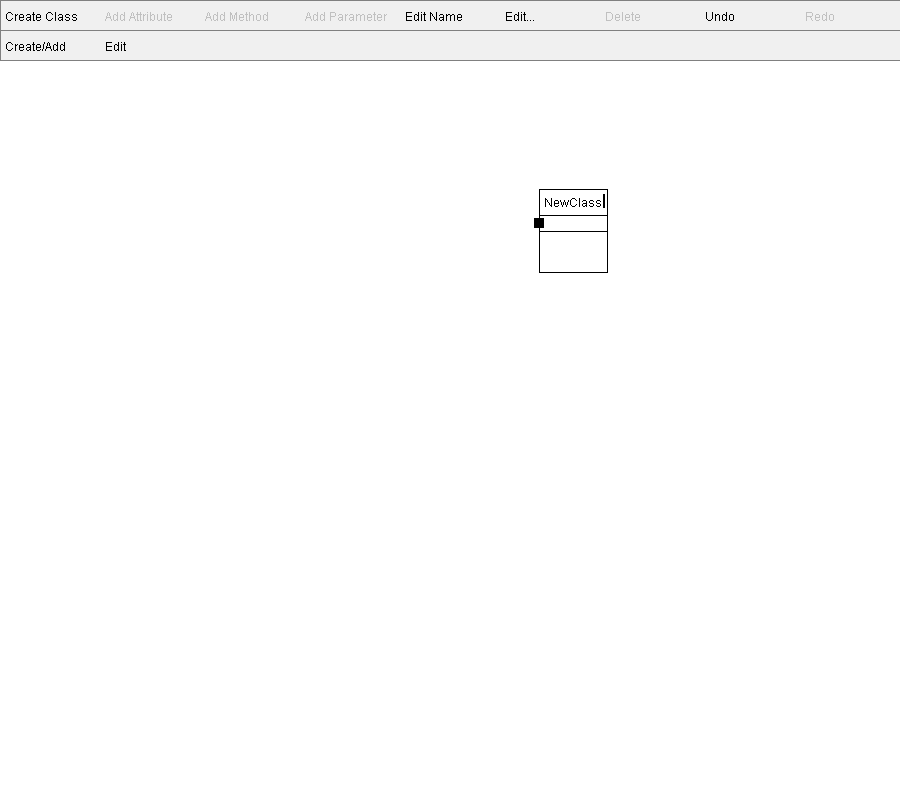 Create Class Add Attribute Add Method Add Parameter Edit Name Edit... Delete Undo Redo
Create/Add Edit
NewClass